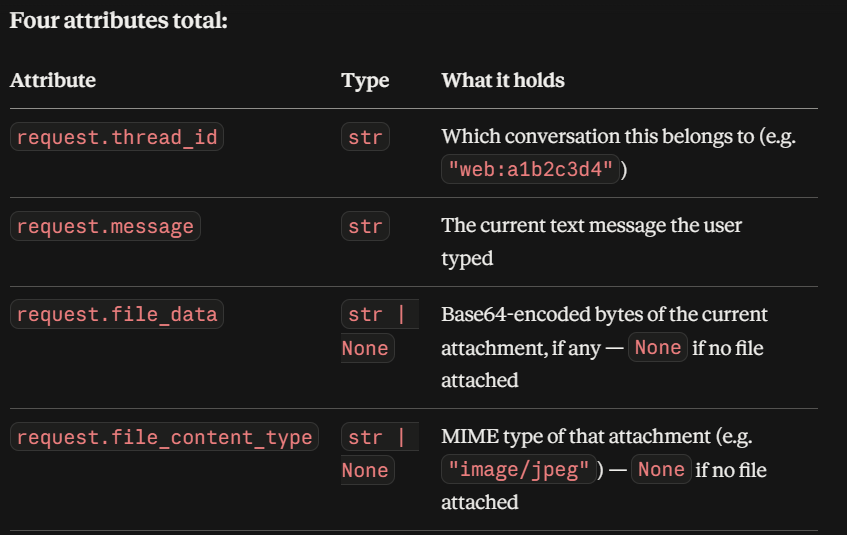 Four attributes total:
Attribute Type What it holds
request.thread_id str Which conversation this belongs to (e.g.
"web:a1b2c3d4")
request.message str The current text message the user
typed
request.file_data str | Base64-encoded bytes of the current
None attachment, if any — None if no file
attached
request.file_content_type str | MIME type of that attachment (e.g.
None "image/jpeg") — None if no file
attached